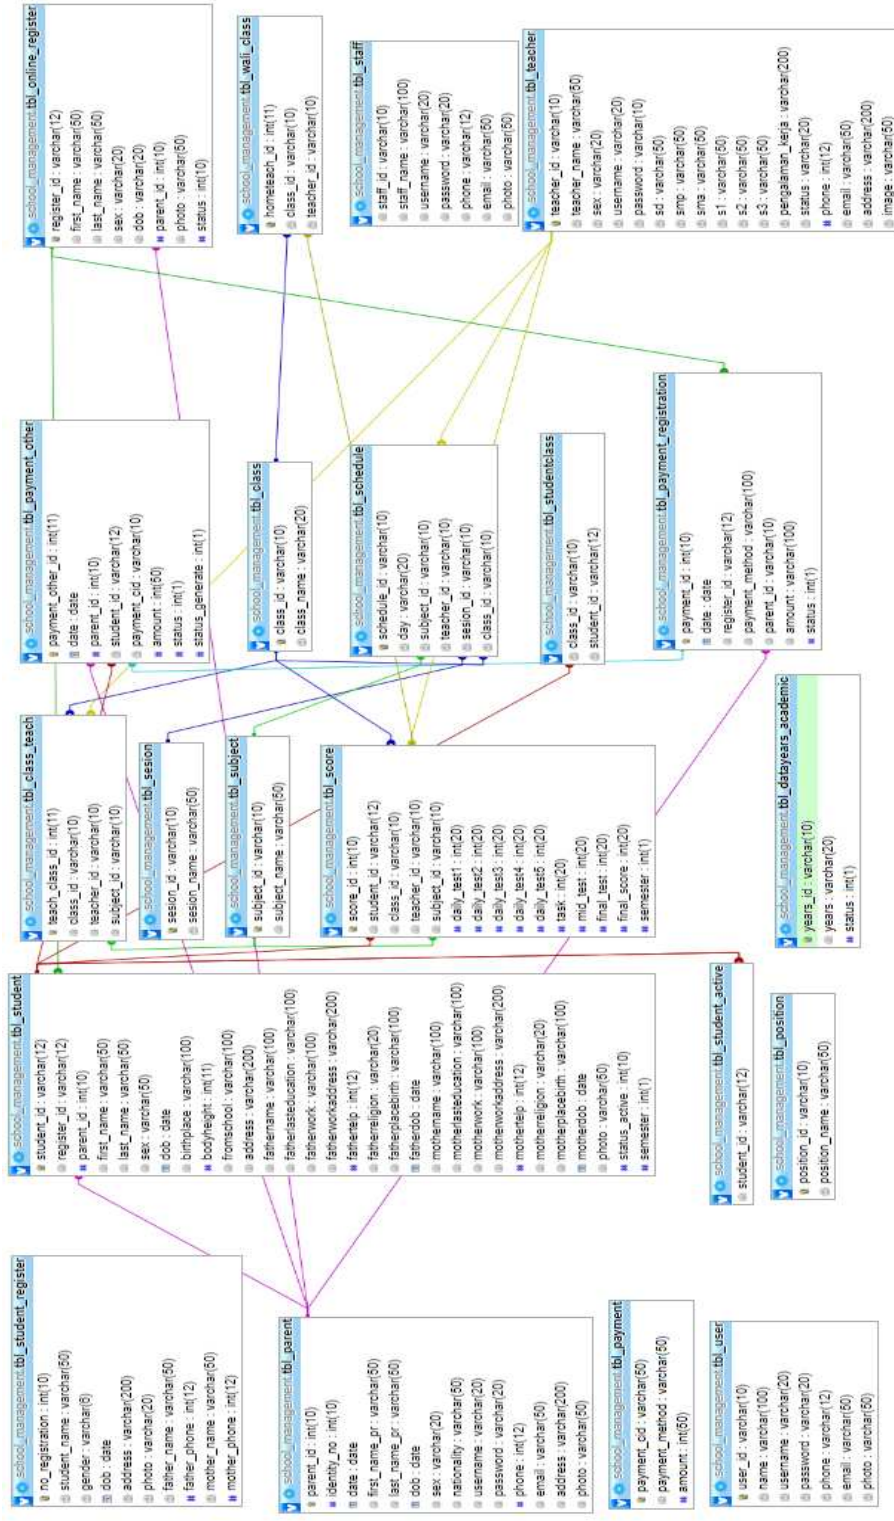 school_management.tbl_student_register
no_registration : int(10)
student_name : varchar(50)
gender : varchar(8)
dob : date
address : varchar(200)
photo : varchar(20)
father_name : varchar(50)
father_phone : int(12)
mother_name : varchar(50)
mother_phone : int(12)
school_management.tbl_parent
parent_id : int(10)
identity_no : int(10)
date : date
first_name_pr : varchar(50)
last_name_pr : varchar(50)
dob : date
sex : varchar(20)
nationality : varchar(50)
username : varchar(20)
password : varchar(20)
phone : int(12)
email : varchar(50)
address : varchar(200)
photo : varchar(50)
school_management.tbl_payment
payment_cid : varchar(50)
payment_method : varchar(50)
amount : int(50)
school_management.tbl_user
user_id : varchar(10)
name : varchar(100)
username : varchar(20)
password : varchar(20)
phone : varchar(12)
email : varchar(50)
photo : varchar(50)
school_management.tbl_student
student_id : varchar(12)
register_id : varchar(12)
parent_id : int(10)
first_name : varchar(50)
last_name : varchar(50)
sex : varchar(50)
dob : date
birthplace : varchar(100)
bodyheight : int(11)
fromschool : varchar(100)
address : varchar(200)
fathername : varchar(100)
fatherlasteducation : varchar(100)
fatherwork : varchar(100)
fatherworkaddress : varchar(200)
fathertelp : int(12)
fatherreligion : varchar(20)
fatherplacebirth : varchar(100)
fatherdob : date
mothername : varchar(100)
motherlasteducation : varchar(100)
motherwork : varchar(100)
motherworkaddress : varchar(200)
mothertelp : int(12)
motherreligion : varchar(20)
motherplacebirth : varchar(100)
motherdob : date
photo : varchar(50)
status_active : int(10)
semester : int(1)
school_management.tbl_student_active
student_id : varchar(12)
school_management.tbl_position
position_id : varchar(10)
position_name : varchar(50)
school_management.tbl_class_teach
teach_class_id : int(11)
class_id : varchar(10)
teacher_id : varchar(10)
subject_id : varchar(10)
school_management.tbl_sesion
sesion_id : varchar(10)
sesion_name : varchar(50)
school_management.tbl_subject
subject_id : varchar(10)
subject_name : varchar(50)
school_management.tbl_score
score_id : int(10)
student_id : varchar(12)
class_id : varchar(10)
teacher_id : varchar(10)
subject_id : varchar(10)
daily_test1 : int(20)
daily_test2 : int(20)
daily_test3 : int(20)
daily_test4 : int(20)
daily_test5 : int(20)
task : int(20)
mid_test : int(20)
final_test : int(20)
final_score : int(20)
semester : int(1)
school_management.tbl_datayears_academic
years_id : varchar(10)
years : varchar(20)
status : int(1)
school_management.tbl_payment_other
payment_other_id : int(11)
date : date
parent_id : int(10)
student_id : varchar(12)
payment_cid : varchar(10)
amount : int(50)
status : int(1)
status_generate : int(1)
school_management.tbl_class
class_id : varchar(10)
class_name : varchar(20)
school_management.tbl_schedule
schedule_id : varchar(10)
day : varchar(20)
subject_id : varchar(10)
teacher_id : varchar(10)
sesion_id : varchar(10)
class_id : varchar(10)
school_management.tbl_studentclass
class_id : varchar(10)
student_id : varchar(12)
school_management.tbl_payment_registration
payment_id : int(10)
date : date
register_id : varchar(12)
payment_method : varchar(100)
parent_id : varchar(10)
amount : varchar(100)
status : int(1)
school_management.tbl_online_register
register_id : varchar(12)
first_name : varchar(50)
last_name : varchar(50)
sex : varchar(20)
dob : varchar(20)
parent_id : int(10)
photo : varchar(50)
status : int(10)
school_management.tbl_wali_class
hometeach_id : int(11)
class_id : varchar(10)
teacher_id : varchar(10)
school_management.tbl_staff
staff_id : varchar(10)
staff_name : varchar(100)
username : varchar(20)
password : varchar(20)
phone : varchar(12)
email : varchar(50)
photo : varchar(50)
school_management.tbl_teacher
teacher_id : varchar(10)
teacher_name : varchar(50)
sex : varchar(20)
username : varchar(20)
password : varchar(10)
sd : varchar(50)
smp : varchar(50)
sma : varchar(50)
s1 : varchar(50)
s2 : varchar(50)
s3 : varchar(50)
pengalaman_kerja : varchar(200)
status : varchar(20)
phone : int(12)
email : varchar(50)
address : varchar(200)
image : varchar(50)